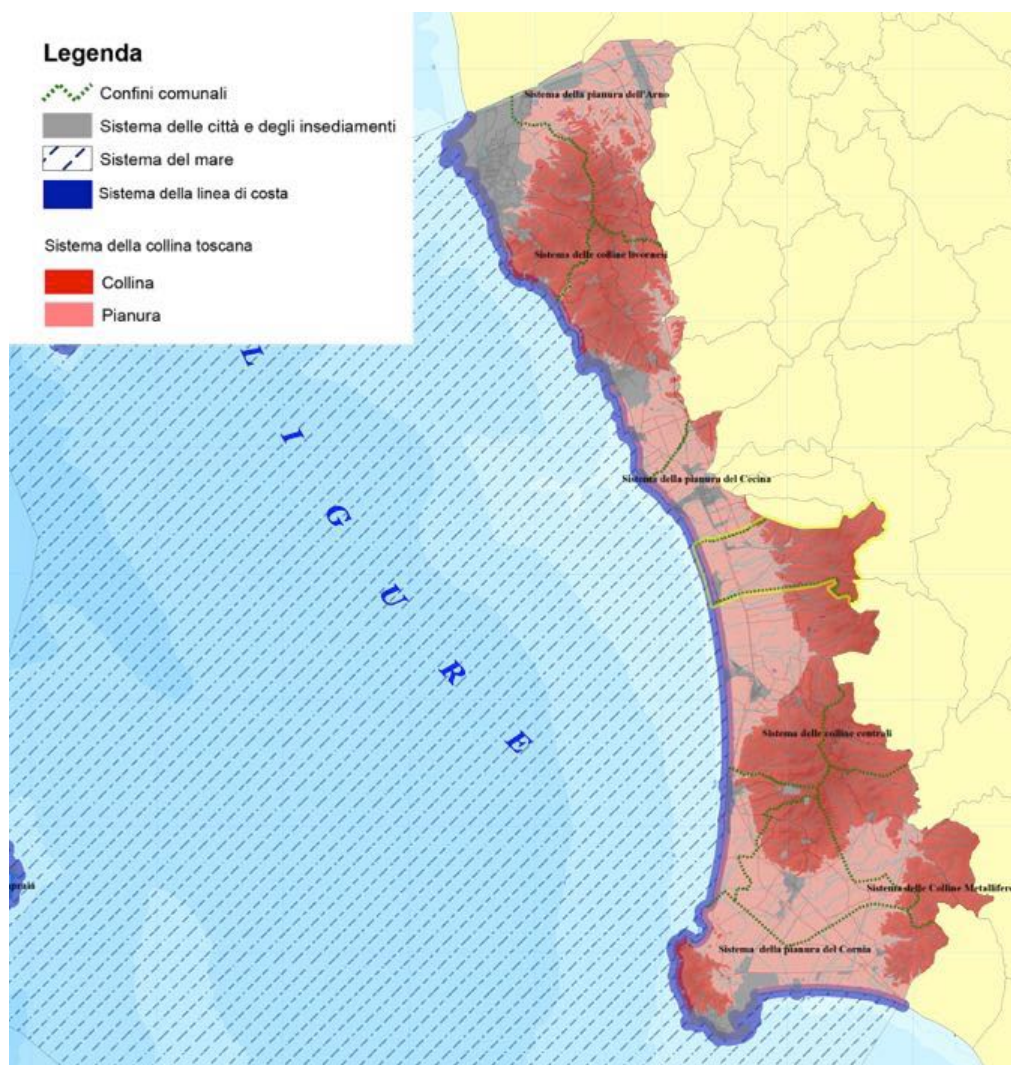 Legenda
Confini comunali
Sistema delle città e degli insediamenti
Sistema del mare
Sistema della linea di costa
Sistema della collina toscana
Collina
Pianura
Sistema della pianura dell'Arno
Sistema delle colline livornesi
LIGURE
Sistema della pianura del Cecina
Sistema delle colline centrali
Sistema delle Colline Metallifere
Sistema della pianura del Cornia